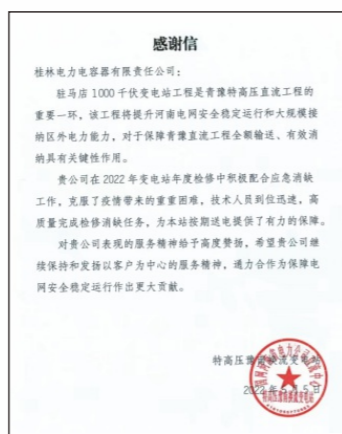 感谢信
桂林电力电容器有限责任公司：
驻马店1000千伏变电站工程是青豫特高压直流工程的
重要一环，该工程将提升河南电网安全稳定运行和大规模接
纳区外电力能力，对于保障青豫直流工程全额输送、有效消
纳具有关键性作用。
贵公司在2022年变电站年度检修中积极配合应急消缺
工作，克服了疫情带来的重重困难，技术人员到位迅速，高
质量完成检修消缺任务，为本站按期送电提供了有力的保障。
对贵公司表现的服务精神给予高度赞扬，希望贵公司继
续保持和发扬以客户为中心的服务精神，通力合作为保障电
网安全稳定运行作出更大贡献。
特高压豫南换流变电站
2022年5月5日